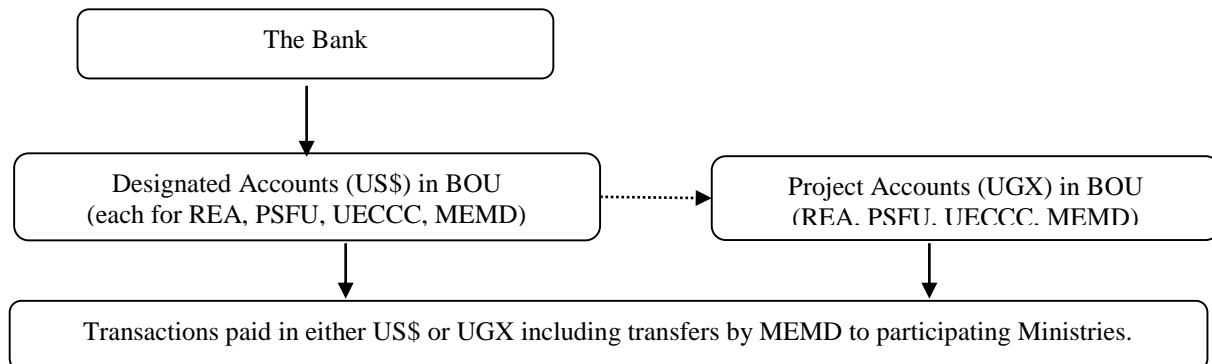 The Bank
Designated Accounts (US$) in BOU
(each for REA, PSFU, UECCC, MEMD)
Project Accounts (UGX) in BOU
(REA, PSFU, UECCC, MEMD)
Transactions paid in either US$ or UGX including transfers by MEMD to participating Ministries.